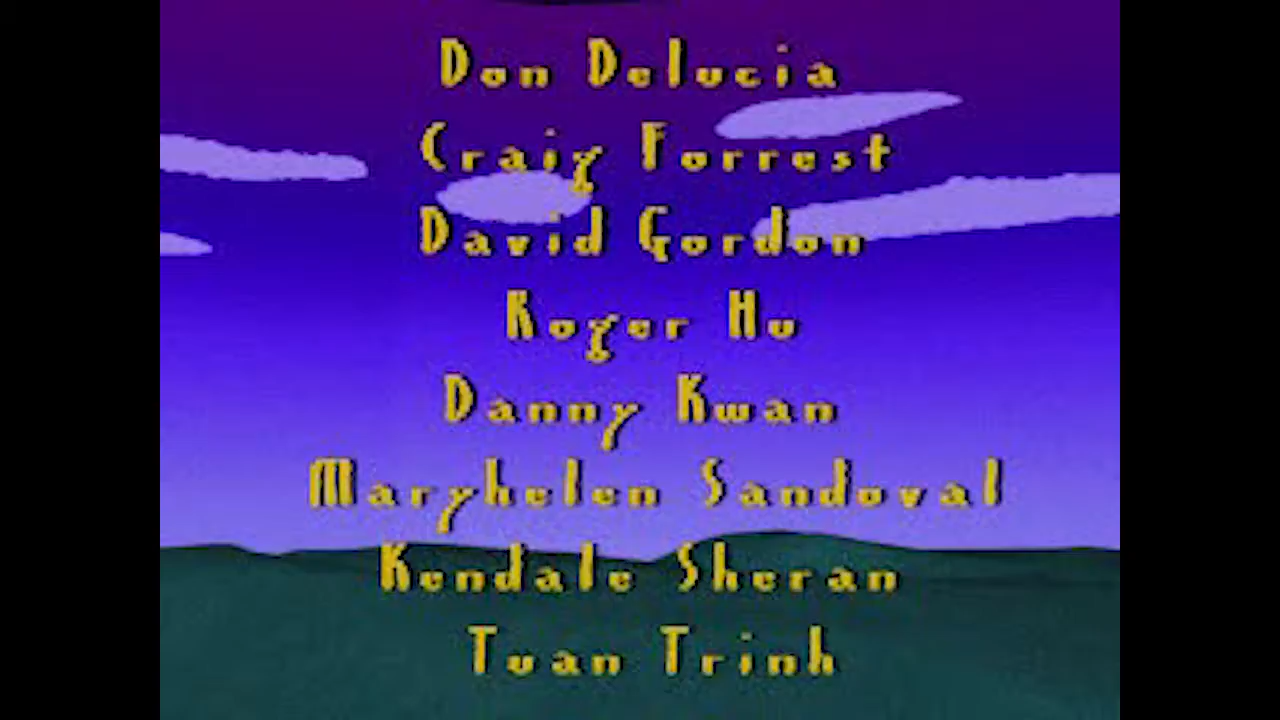 Don Delucia
Craig Forrest
David Gordon
Roger Hu
Danny Kwan
Maryhelen Sandoval
Kendale Sheran
Tuan Trinh